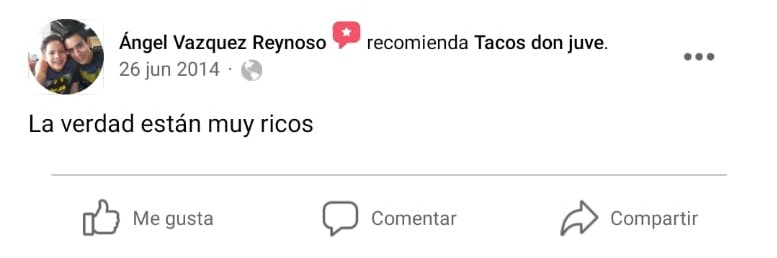 Ángel Vazquez Reynoso recomienda Tacos don juve.
26 jun 2014 ·
La verdad están muy ricos
Me gusta Comentar Compartir